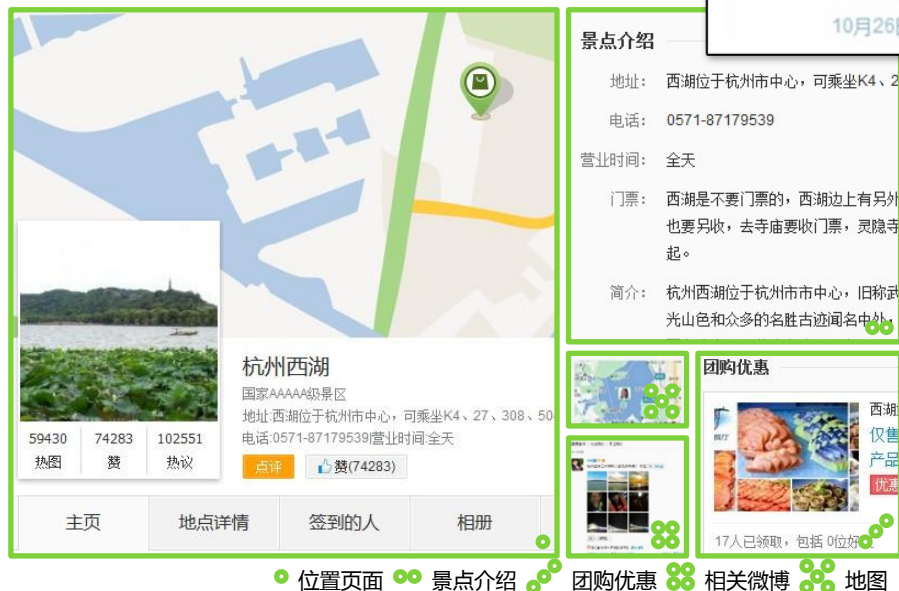 10月26
景点介绍
地址： 西湖位于杭州市中心，可乘坐K4、2
电话： 0571-87179539
营业时间： 全天
门票： 西湖是不要门票的，西湖边上有另外
也要另收，去寺庙要收门票，灵隐寺
起。
简介： 杭州西湖位于杭州市市中心，旧称武
光山色和众多的名胜古迹闻名中外，
杭州西湖
国家AAAAA级景区
地址:西湖位于杭州市中心，可乘坐K4、27、308、50
电话:0571-87179539营业时间:全天
点评 赞(74283)
59430 74283 102551
热图 赞 热议
主页 地点详情 签到的人 相册
团购优惠
西湖
仅售
产品
优惠
17人已领取，包括 0位好
位置页面 景点介绍 团购优惠 相关微博 地图